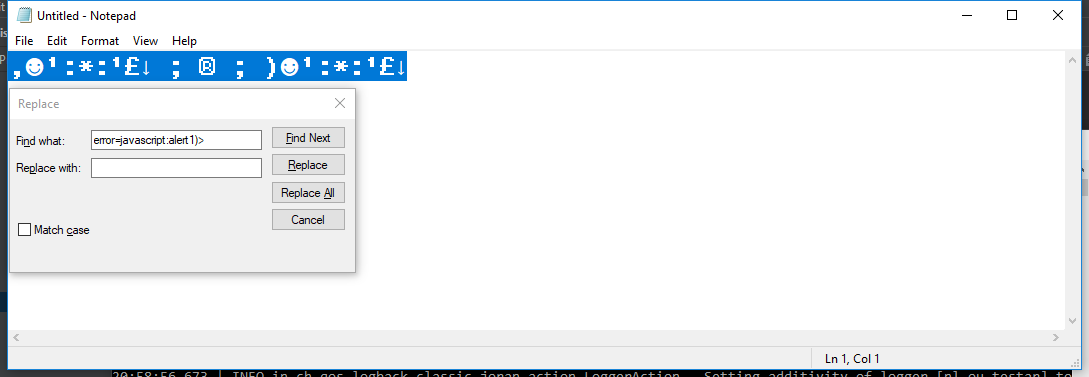 Untitled - Notepad
File Edit Format View Help
,☻¹:*:¹£↓ ; ® ; )☻¹:*:¹£↓
Replace
Find what: error=javascript:alert1)> Find Next
Replace with: Replace
Replace All
Cancel
Match case
Ln 1, Col 1
20:58:56,673 | INFO in ch.qos.logback.classic.joran.action.LoggerAction - Setting additivity of logger [nl.ou.testar] to